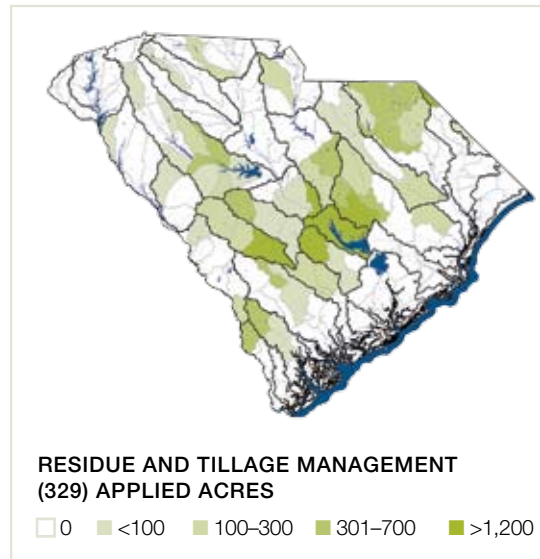 RESIDUE AND TILLAGE MANAGEMENT
(329) APPLIED ACRES
0 <100 100–300 301–700 >1,200